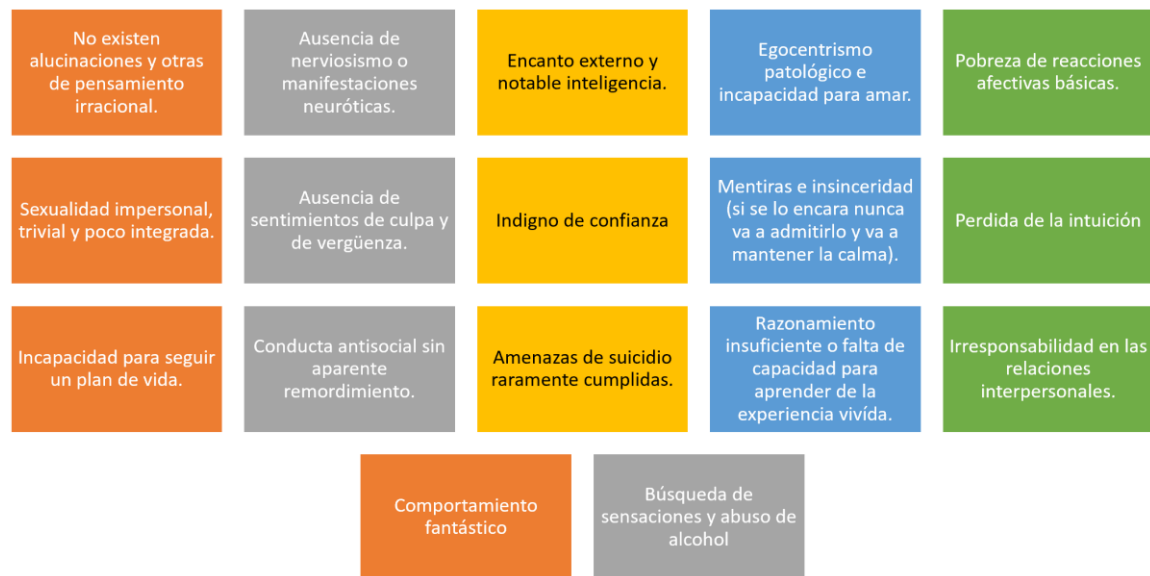 No existen
alucinaciones y otras
de pensamiento
irracional.
Ausencia de
nerviosismo o
manifestaciones
neuróticas.
Encanto externo y
notable inteligencia.
Egocentrismo
patológico e
incapacidad para amar.
Pobreza de reacciones
afectivas básicas.
Sexualidad impersonal,
trivial y poco integrada.
Ausencia de
sentimientos de culpa y
de vergüenza.
Indigno de confianza
Mentiras e insinceridad
(si se lo encara nunca
va a admitirlo y va a
mantener la calma).
Perdida de la intuición
Incapacidad para seguir
un plan de vida.
Conducta antisocial sin
aparente
remordimiento.
Amenazas de suicidio
raramente cumplidas.
Razonamiento
insuficiente o falta de
capacidad para
aprender de la
experiencia vivída.
Irresponsabilidad en las
relaciones
interpersonales.
Comportamiento
fantástico
Búsqueda de
sensaciones y abuso de
alcohol